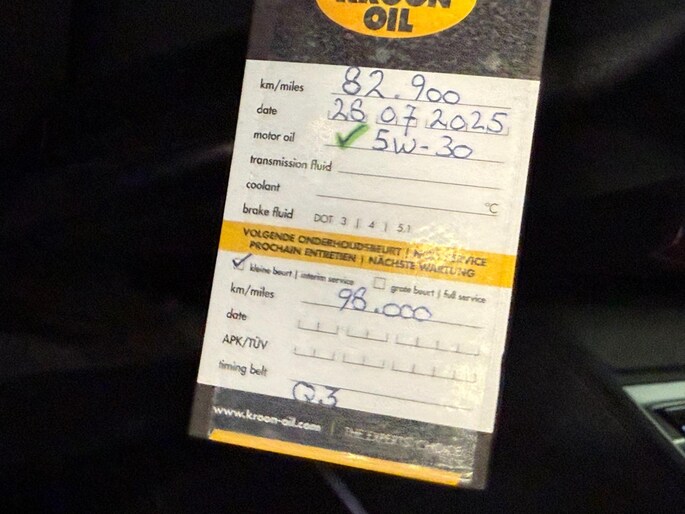 KROON
OIL
km/miles 82.900
date 28 07 2025
motor oil ✓ 5W-30
transmission fluid
coolant °C
brake fluid DOT 3 | 4 | 5.1
VOLGENDE ONDERHOUDSBEURT | NEXT SERVICE
PROCHAIN ENTRETIEN | NÄCHSTE WARTUNG
✓ kleine beurt | interim service grote beurt | full service
km/miles 98.000
date
APK/TÜV
timing belt Q3
www.kroon-oil.com | THE EXPERTS' CHOICE